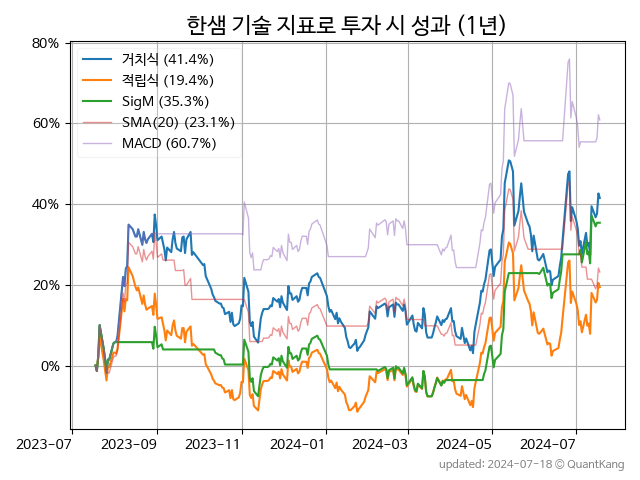 한샘 기술 지표로 투자 시 성과 (1년)
80%
60%
40%
20%
0%
거치식 (41.4%)
적립식 (19.4%)
SigM (35.3%)
SMA(20) (23.1%)
MACD (60.7%)
2023-07 2023-09 2023-11 2024-01 2024-03 2024-05 2024-07
updated: 2024-07-18 © QuantKang